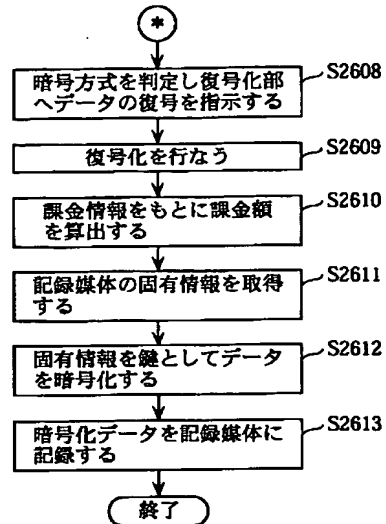 *
暗号方式を判定し復号化部
へデータの復号を指示する
S2608
復号化を行なう
S2609
課金情報をもとに課金額
を算出する
S2610
記録媒体の固有情報を取得
する
S2611
固有情報を鍵としてデータ
を暗号化する
S2612
暗号化データを記録媒体に
記録する
S2613
終了